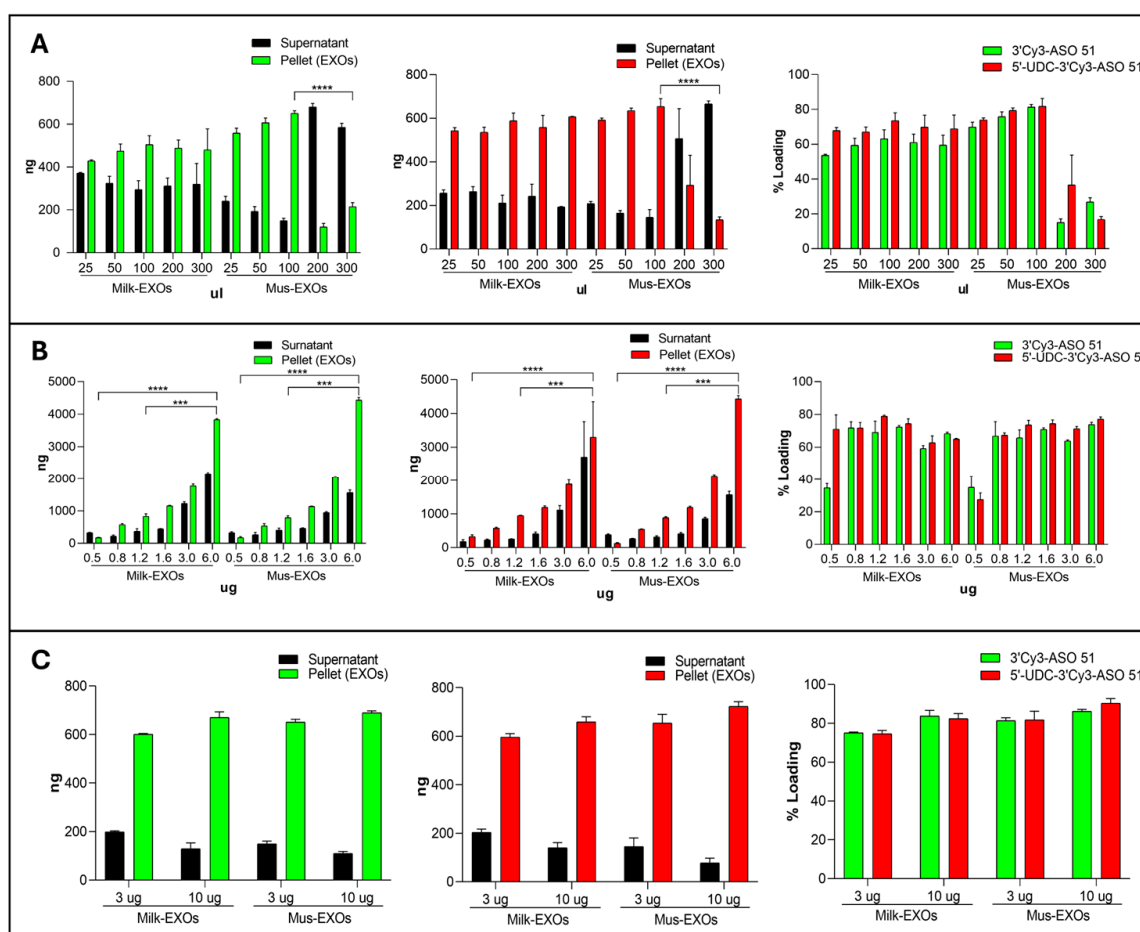 A
Supernatant
Pellet (EXOs)
****
ng
800
600
400
200
0
25 50 100 200 300 25 50 100 200 300
Milk-EXOs Mus-EXOs
ul
Supernatant
Pellet (EXOs)
****
ng
800
600
400
200
0
25 50 100 200 300 25 50 100 200 300
Milk-EXOs Mus-EXOs
ul
3'Cy3-ASO 51
5'-UDC-3'Cy3-ASO 51
% Loading
100
80
60
40
20
0
25 50 100 200 300 25 50 100 200 300
Milk-EXOs Mus-EXOs
ul
B
Surnatant
Pellet (EXOs)
**** ****
*** ***
ng
5000
4000
3000
2000
1000
0
0.5 0.8 1.2 1.6 3.0 6.0 0.5 0.8 1.2 1.6 3.0 6.0
Milk-EXOs Mus-EXOs
ug
Supernatant
Pellet (EXOs)
**** ****
*** ***
ng
5000
4000
3000
2000
1000
0
0.5 0.8 1.2 1.6 3.0 6.0 0.5 0.8 1.2 1.6 3.0 6.0
Milk-EXOs Mus-EXOs
ug
3'Cy3-ASO 51
5'-UDC-3'Cy3-ASO 5
% Loading
100
80
60
40
20
0
0.5 0.8 1.2 1.6 3.0 6.0 0.5 0.8 1.2 1.6 3.0 6.0
Milk-EXOs Mus-EXOs
C
Supernatant
Pellet (EXOs)
ng
800
600
400
200
0
3 ug 10 ug 3 ug 10 ug
Milk-EXOs Mus-EXOs
Supernatant
Pellet (EXOs)
ng
800
600
400
200
0
3 ug 10 ug 3 ug 10 ug
Milk-EXOs Mus-EXOs
3'Cy3-ASO 51
5'-UDC-3'Cy3-ASO 51
% Loading
100
80
60
40
20
0
3 ug 10 ug 3 ug 10 ug
Milk-EXOs Mus-EXOs